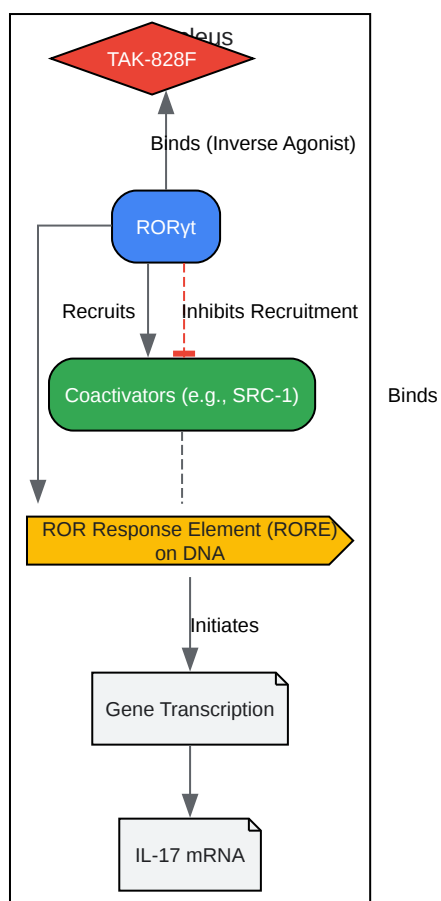 TAK-828F
Binds (Inverse Agonist)
RORγt
Recruits
Inhibits Recruitment
Coactivators (e.g., SRC-1)
Binds
ROR Response Element (RORE)
on DNA
Initiates
Gene Transcription
IL-17 mRNA